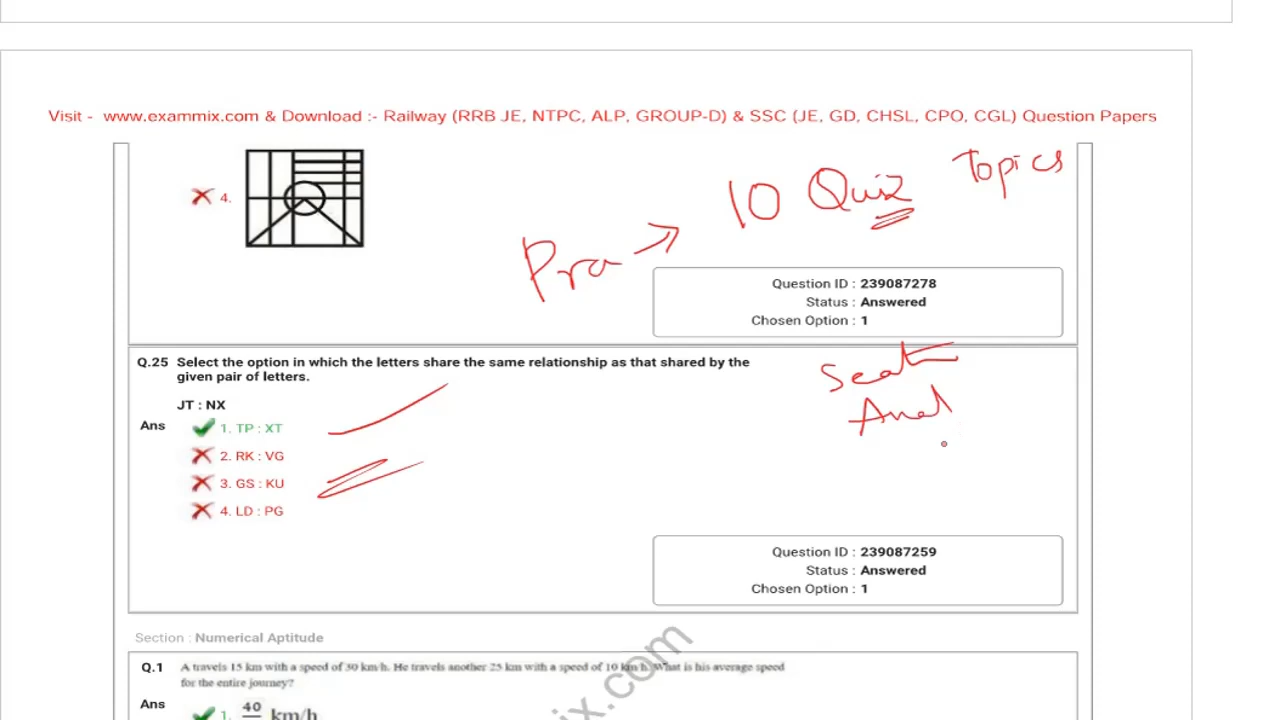 Visit - www.exammix.com & Download :- Railway (RRB JE, NTPC, ALP, GROUP-D) & SSC (JE, GD, CHSL, CPO, CGL) Question Papers
4.
Pra → 10 Quiz Topics
Question ID : 239087278
Status : Answered
Chosen Option : 1
Q.25 Select the option in which the letters share the same relationship as that shared by the
given pair of letters.
Seat
JT : NX
Anal
Ans 1. TP : XT
2. RK : VG
3. GS : KU
4. LD : PG
Question ID : 239087259
Status : Answered
Chosen Option : 1
Section : Numerical Aptitude
Q.1 A travels 15 km with a speed of 30 km/h. He travels another 25 km with a speed of 10 km/h. What is his average speed
for the entire journey?
Ans 1. 40 km/h
ix.com